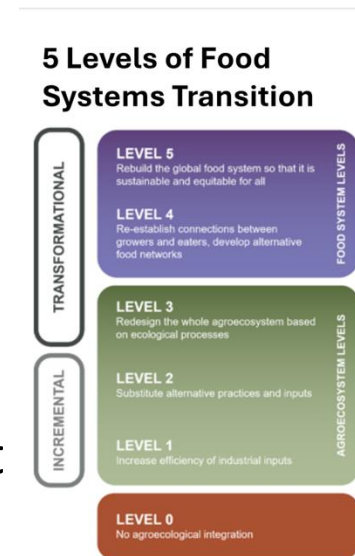 5 Levels of Food
Systems Transition
TRANSFORMATIONAL
INCREMENTAL
LEVEL 5
Rebuild the global food system so that it is
sustainable and equitable for all
LEVEL 4
Re-establish connections between
growers and eaters, develop alternative
food networks
FOOD SYSTEM LEVELS
LEVEL 3
Redesign the whole agroecosystem based
on ecological processes
LEVEL 2
Substitute alternative practices and inputs
LEVEL 1
Increase efficiency of industrial inputs
AGROECOSYSTEM LEVELS
LEVEL 0
No agroecological integration